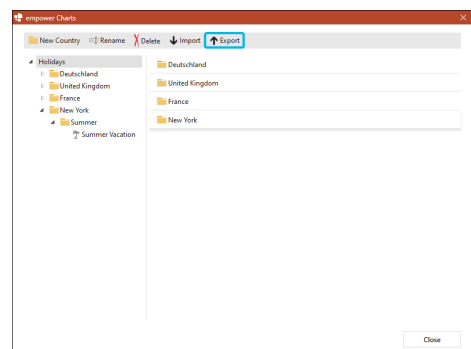 empower Charts
New Country Rename Delete Import Export
Holidays
Deutschland
United Kingdom
France
New York
Summer
Summer Vacation
Deutschland
United Kingdom
France
New York
Close